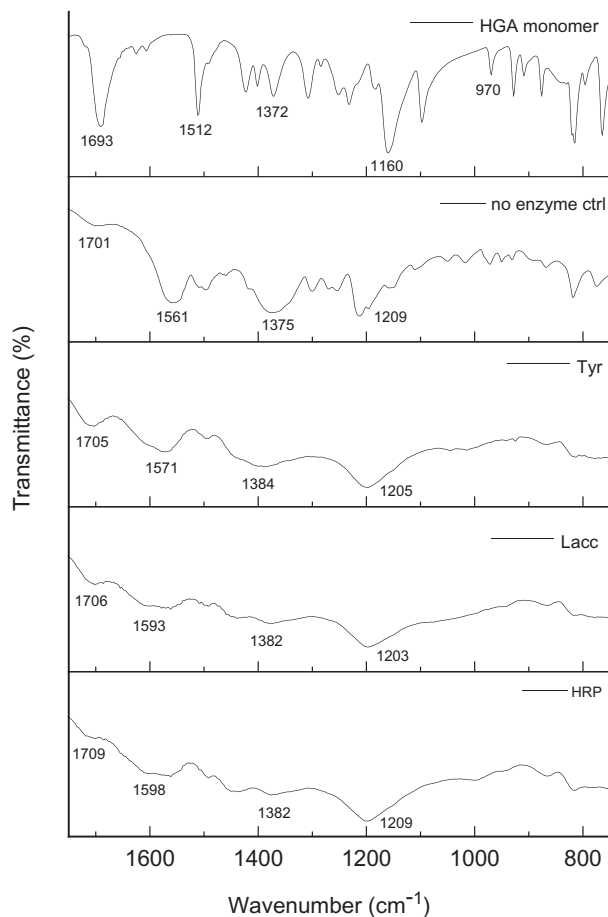 HGA monomer
1693
1512
1372
1160
970
no enzyme ctrl
1701
1561
1375
1209
Tyr
1705
1571
1384
1205
Lacc
1706
1593
1382
1203
HRP
1709
1598
1382
1209
Transmittance (%)
1600 1400 1200 1000 800
Wavenumber (cm⁻¹)